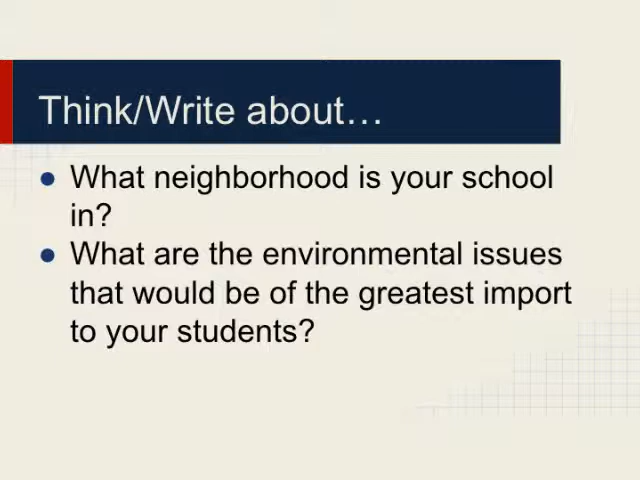 Think/Write about…
● What neighborhood is your school
in?
● What are the environmental issues
that would be of the greatest import
to your students?